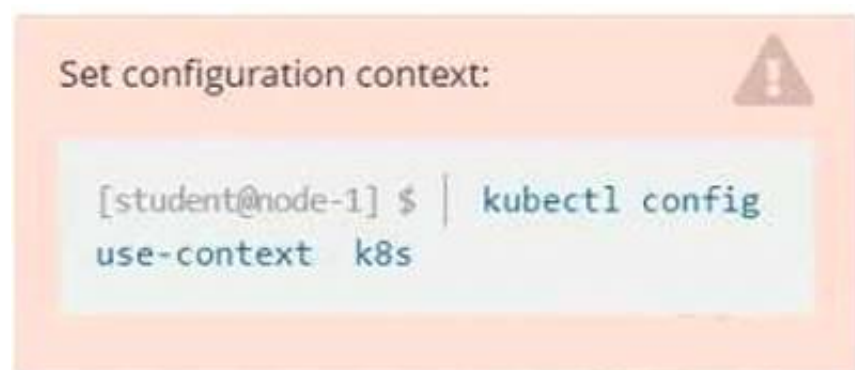 Set configuration context:
[student@node-1] $ | kubectl config
use-context k8s